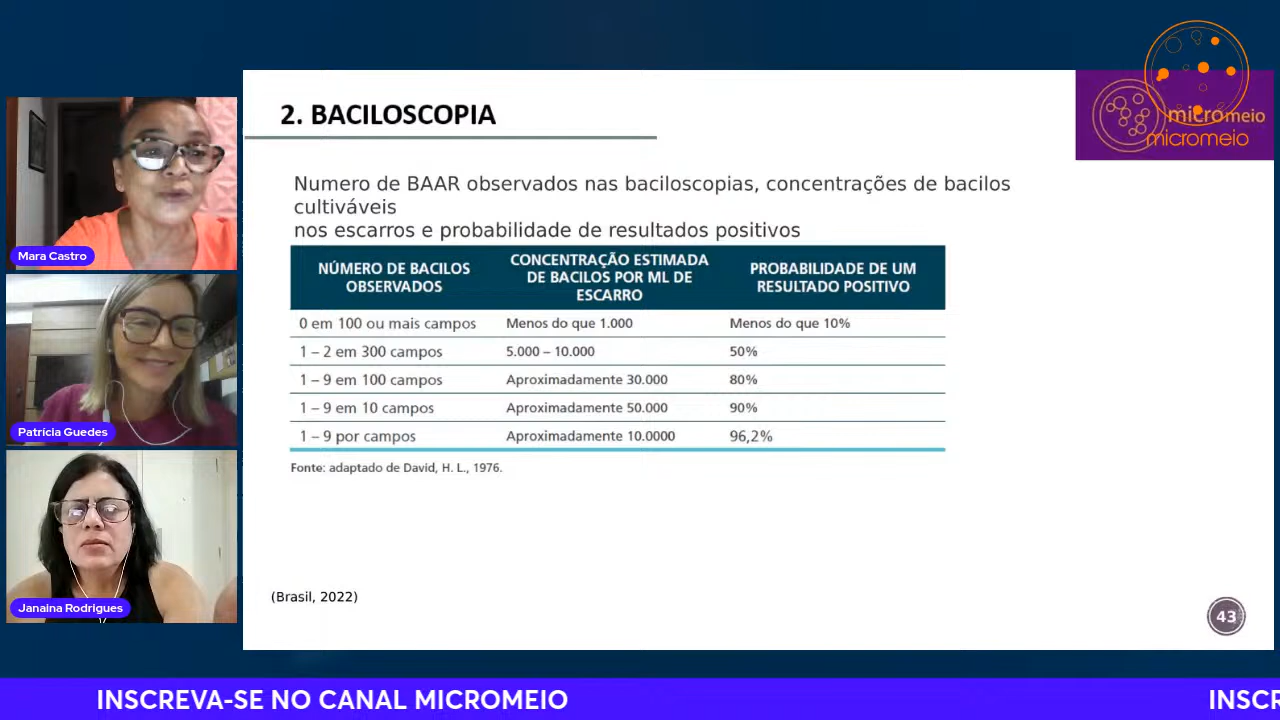 2. BACILOSCOPIA
micromeio
micromeio
Numero de BAAR observados nas baciloscopias, concentrações de bacilos
cultiváveis
nos escarros e probabilidade de resultados positivos
NÚMERO DE BACILOS
OBSERVADOS
CONCENTRAÇÃO ESTIMADA
DE BACILOS POR ML DE
ESCARRO
PROBABILIDADE DE UM
RESULTADO POSITIVO
0 em 100 ou mais campos Menos do que 1.000 Menos do que 10%
1 – 2 em 300 campos 5.000 – 10.000 50%
1 – 9 em 100 campos Aproximadamente 30.000 80%
1 – 9 em 10 campos Aproximadamente 50.000 90%
1 – 9 por campos Aproximadamente 10.0000 96,2%
Fonte: adaptado de David, H. L., 1976.
(Brasil, 2022)
43
Mara Castro
Patrícia Guedes
Janaina Rodrigues
INSCREVA-SE NO CANAL MICROMEIO INSCR